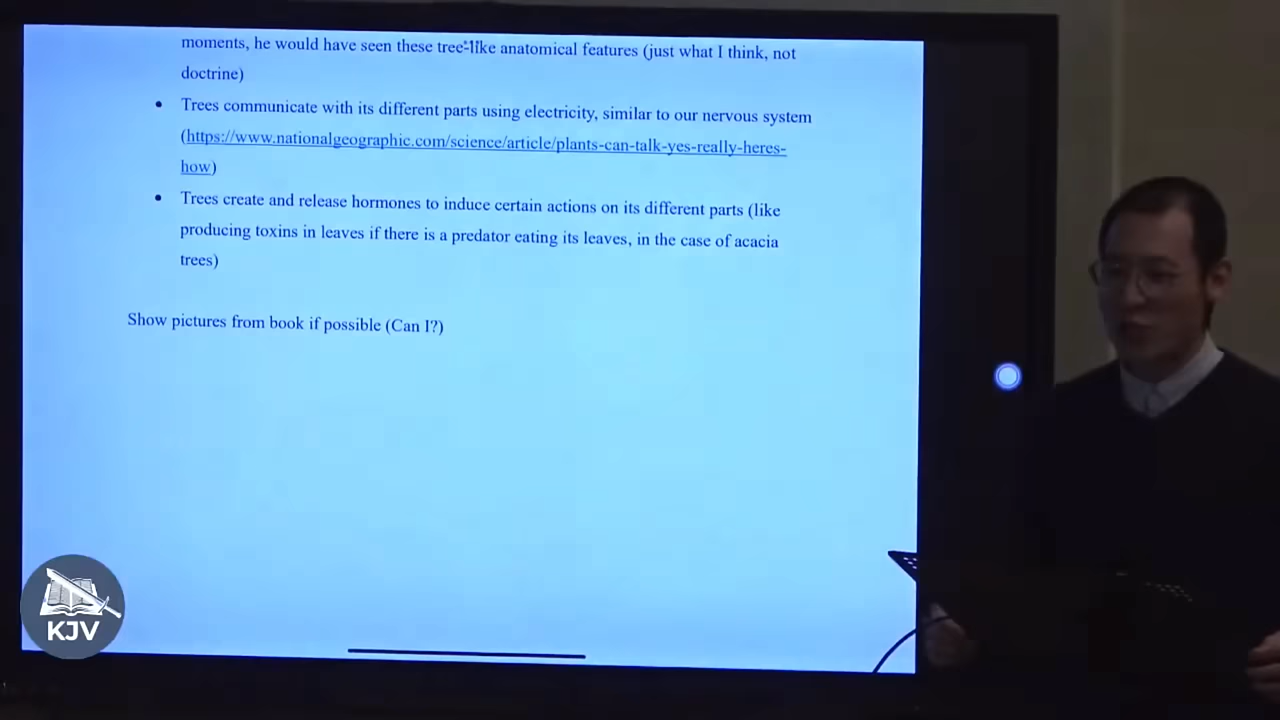 moments, he would have seen these tree-like anatomical features (just what I think, not
doctrine)
• Trees communicate with its different parts using electricity, similar to our nervous system
(https://www.nationalgeographic.com/science/article/plants-can-talk-yes-really-heres-
how)
• Trees create and release hormones to induce certain actions on its different parts (like
producing toxins in leaves if there is a predator eating its leaves, in the case of acacia
trees)
Show pictures from book if possible (Can I?)
KJV